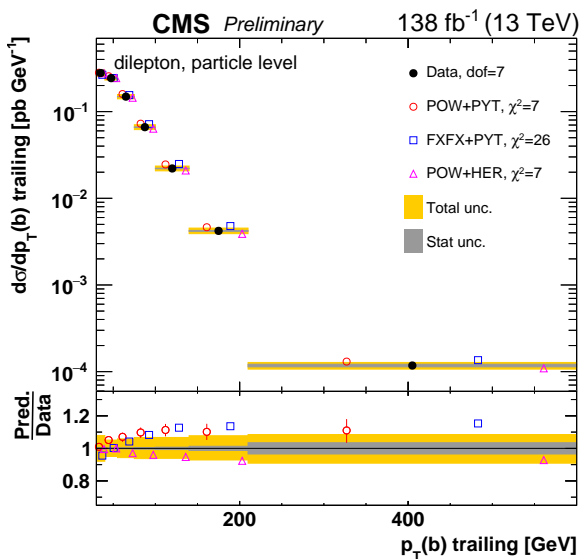 CMS Preliminary 138 fb⁻¹ (13 TeV)
dilepton, particle level
Data, dof=7
POW+PYT, χ²=7
FXFX+PYT, χ²=26
POW+HER, χ²=7
Total unc.
Stat unc.
dσ/dp_T(b) trailing [pb GeV⁻¹]
10⁻¹
10⁻²
10⁻³
10⁻⁴
Pred.
Data
1.2
1
0.8
200 400
p_T(b) trailing [GeV]